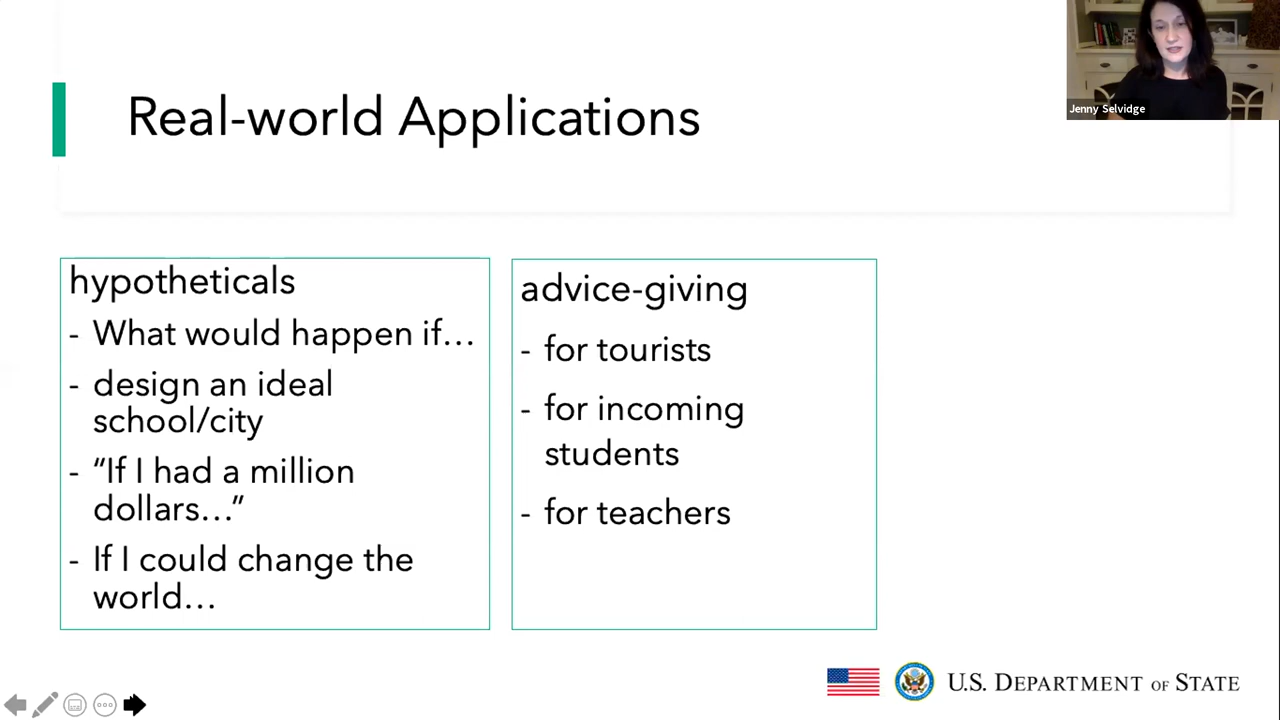 Jenny Selvidge
Real-world Applications
hypotheticals
- What would happen if…
- design an ideal
school/city
- “If I had a million
dollars…”
- If I could change the
world…
advice-giving
- for tourists
- for incoming
students
- for teachers
U.S. DEPARTMENT OF STATE